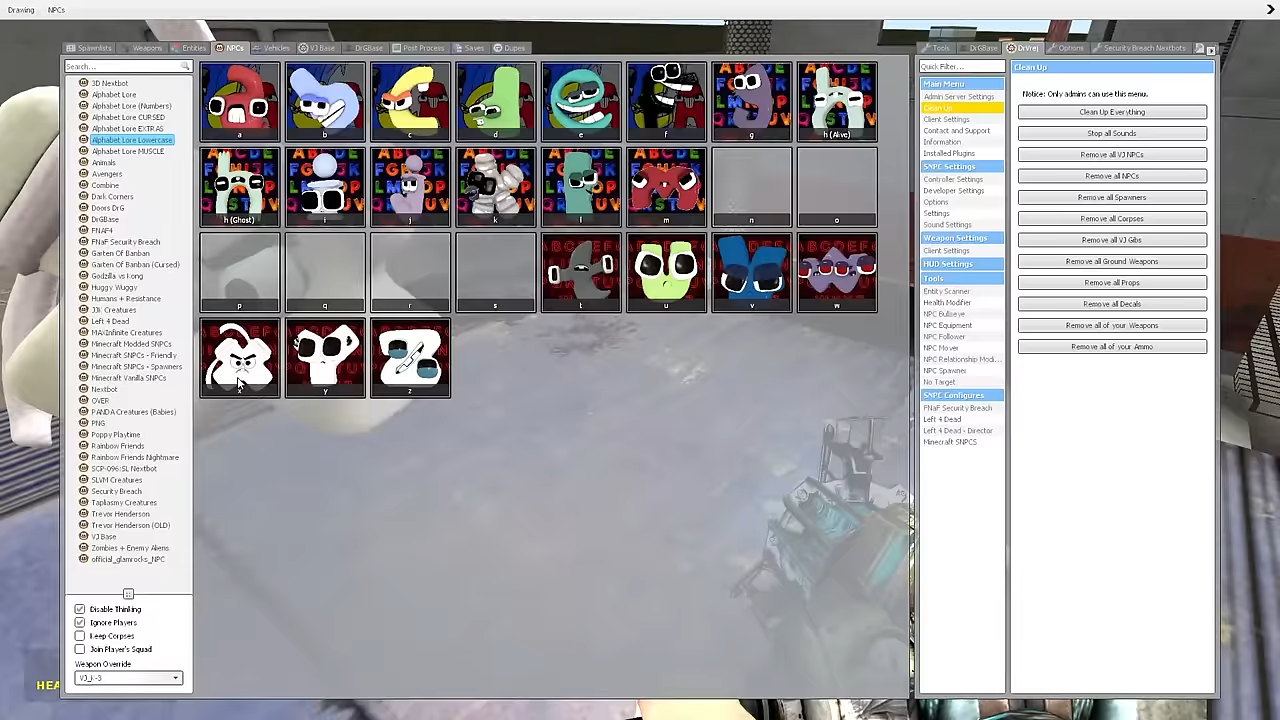 Drawing NPCs
Spawnlists Weapons Entities NPCs Vehicles VJ Base DrGBase Post Process Saves Dupes
Search...
3D Nextbot
Alphabet Lore
Alphabet Lore (Numbers)
Alphabet Lore CURSED
Alphabet Lore EXTRAS
Alphabet Lore Lowercase
Alphabet Lore MUSCLE
Animals
Avengers
Combine
Dark Corners
Doors DrG
DrGBase
FNAF4
FNaF Security Breach
Garten Of Banban
Garten Of Banban (Cursed)
Godzilla vs Kong
Huggy Wuggy
Humans + Resistance
JJK Creatures
Left 4 Dead
MAXInfinite Creatures
Minecraft Modded SNPCs
Minecraft SNPCs - Friendly
Minecraft SNPCs - Spawners
Minecraft Vanilla SNPCs
Nextbot
OVER
PANDA Creatures (Babies)
PNG
Poppy Playtime
Rainbow Friends
Rainbow Friends Nightmare
SCP-096:SL Nextbot
SLVM Creatures
Security Breach
Tapliasmy Creatures
Trevor Henderson
Trevor Henderson (OLD)
VJ Base
Zombies + Enemy Aliens
official_glamrocks_NPC
Disable Thinking
Ignore Players
Keep Corpses
Join Player's Squad
Weapon Override
VJ_K-3
a b c d e f g h (Alive)
h (Ghost) i j k l m n o
p q r s t u v w
x y z
Tools DrGBase DrVrej Options Security Breach Nextbots
Quick Filter...
Main Menu
Admin Server Settings
Clean Up
Client Settings
Contact and Support
Information
Installed Plugins
SNPC Settings
Controller Settings
Developer Settings
Options
Settings
Sound Settings
Weapon Settings
Client Settings
HUD Settings
Tools
Entity Scanner
Health Modifier
NPC Bullseye
NPC Equipment
NPC Follower
NPC Mover
NPC Relationship Modi...
NPC Spawner
No Target
SNPC Configures
FNaF Security Breach
Left 4 Dead
Left 4 Dead - Director
Minecraft SNPCS
Clean Up
Notice: Only admins can use this menu.
Clean Up Everything
Stop all Sounds
Remove all VJ NPCs
Remove all NPCs
Remove all Spawners
Remove all Corpses
Remove all VJ Gibs
Remove all Ground Weapons
Remove all Props
Remove all Decals
Remove all of your Weapons
Remove all of your Ammo
HEA